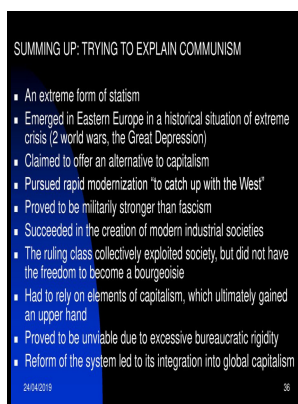 SUMMING UP: TRYING TO EXPLAIN COMMUNISM
▪ An extreme form of statism
▪ Emerged in Eastern Europe in a historical situation of extreme
crisis (2 world wars, the Great Depression)
▪ Claimed to offer an alternative to capitalism
▪ Pursued rapid modernization “to catch up with the West”
▪ Proved to be militarily stronger than fascism
▪ Succeeded in the creation of modern industrial societies
▪ The ruling class collectively exploited society, but did not have
the freedom to become a bourgeoisie
▪ Had to rely on elements of capitalism, which ultimately gained
an upper hand
▪ Proved to be unviable due to excessive bureaucratic rigidity
▪ Reform of the system led to its integration into global capitalism
24/04/2019 36